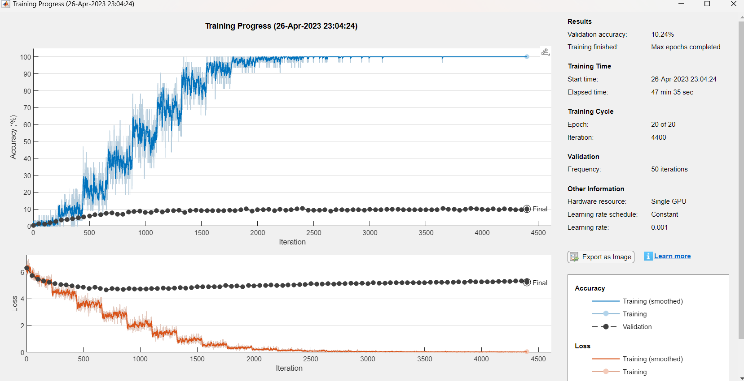 Training Progress (26-Apr-2023 23:04:24)
Training Progress (26-Apr-2023 23:04:24)
Accuracy (%)
100
90
80
70
60
50
40
30
20
10
0
Final
0 500 1000 1500 2000 2500 3000 3500 4000 4500
Iteration
Loss
6
4
2
0
Final
0 500 1000 1500 2000 2500 3000 3500 4000 4500
Iteration
Results
Validation accuracy: 10.24%
Training finished: Max epochs completed
Training Time
Start time: 26-Apr-2023 23:04:24
Elapsed time: 47 min 35 sec
Training Cycle
Epoch: 20 of 20
Iteration: 4400
Validation
Frequency: 50 iterations
Other Information
Hardware resource: Single GPU
Learning rate schedule: Constant
Learning rate: 0.001
Export as Image
Learn more
Accuracy
Training (smoothed)
Training
Validation
Loss
Training (smoothed)
Training